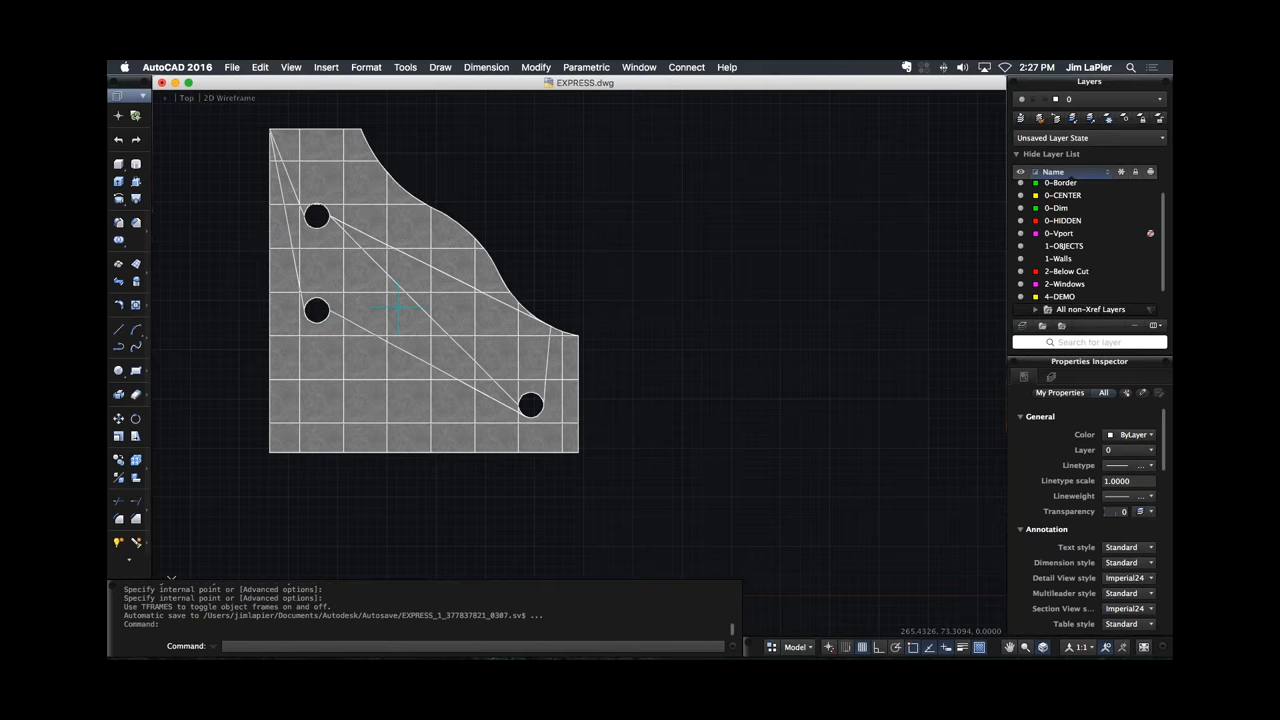 AutoCAD 2016 File Edit View Insert Format Tools Draw Dimension Modify Parametric Window Connect Help 2:27 PM Jim LaPier
EXPRESS.dwg
Layers
Top 2D Wireframe
0
Unsaved Layer State
Hide Layer List
Name
0-Border
0-CENTER
0-Dim
0-HIDDEN
0-Vport
1-OBJECTS
1-Walls
2-Below Cut
2-Windows
4-DEMO
All non-Xref Layers
Search for layer
Properties Inspector
My Properties All
General
Color ByLayer
Layer 0
Linetype ...
Linetype scale 1.0000
Lineweight ...
Transparency 0
Annotation
Text style Standard
Dimension style Standard
Detail View style Imperial24
Multileader style Standard
Section View s... Imperial24
Table style Standard
Specify internal point or [Advanced options]:
Specify internal point or [Advanced options]:
Use TFRAMES to toggle object frames on and off.
Automatic save to /Users/jimlapier/Documents/Autodesk/Autosave/EXPRESS_1_377837821_0307.sv$ ...
Command:
265.4326, 73.3094, 0.0000
Command:
Model 1:1